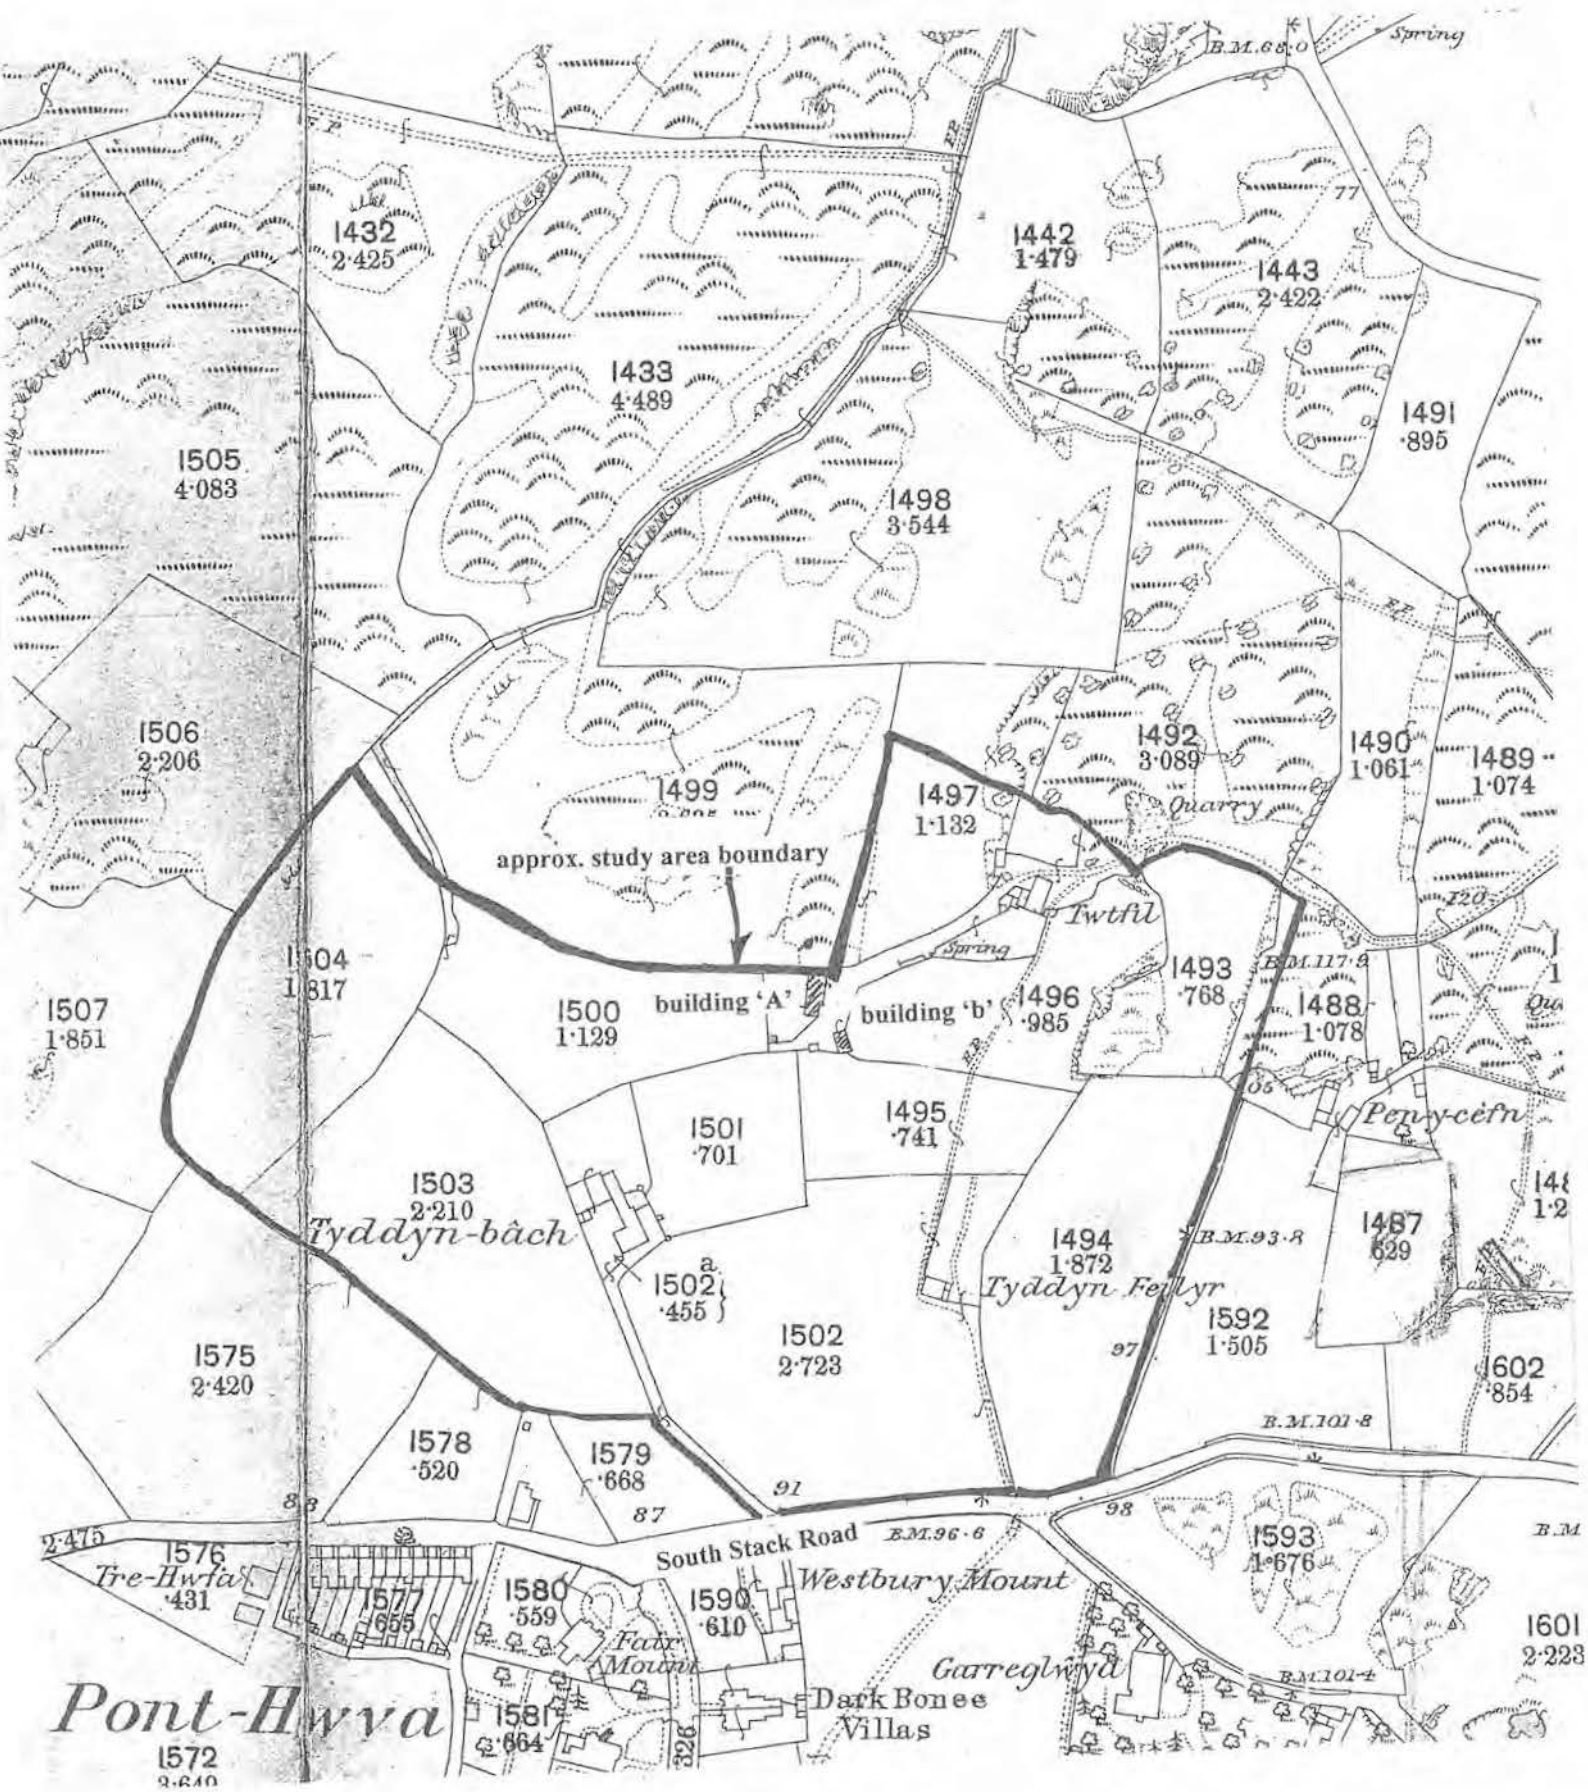 B.M.68·0
Spring
F.P.
F.P.
1432
2·425
77
1442
1·479
1443
2·422
1433
4·489
1491
·895
1505
4·083
1498
3·544
F.P.
1506
2·206
1492
3·089
1490
1·061
1489
1·074
1499
1497
1·132
Quarry
approx. study area boundary
120
Twtfil
Spring
B.M.117·9
1504
1·817
1493
·768
1507
1·851
1500
1·129
building ‘A’
building ‘b’
1496
·985
1488
1·078
F.P.
F.P.
1501
·701
1495
·741
Pen-y-cefn
1503
2·210
Tyddyn-bâch
1494
1·872
B.M.93·8
1487
·629
1502
a
·455
Tyddyn Feilyr
1592
1·505
1502
2·723
97
1575
2·420
1602
·854
B.M.101·8
1578
·520
1579
·668
91
87
88
98
2·475
South Stack Road
B.M.96·6
1593
1·676
B.M
1576
Tre-Hwfa
·431
1577
·655
1580
·559
1590
·610
Westbury Mount
1601
2·223
Fair
Mount
Garreglwyd
B.M.101·4
Pont-Hwva
1581
·664
326
Dark Bonee
Villas
1572
3·640